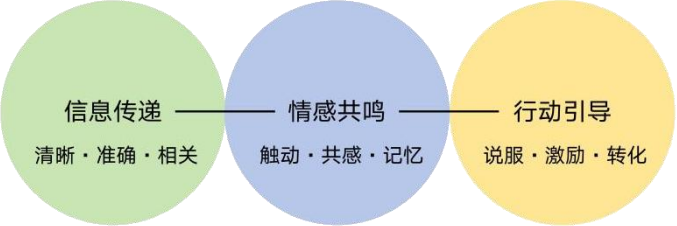 信息传递
清晰·准确·相关
情感共鸣
触动·共感·记忆
行动引导
说服·激励·转化